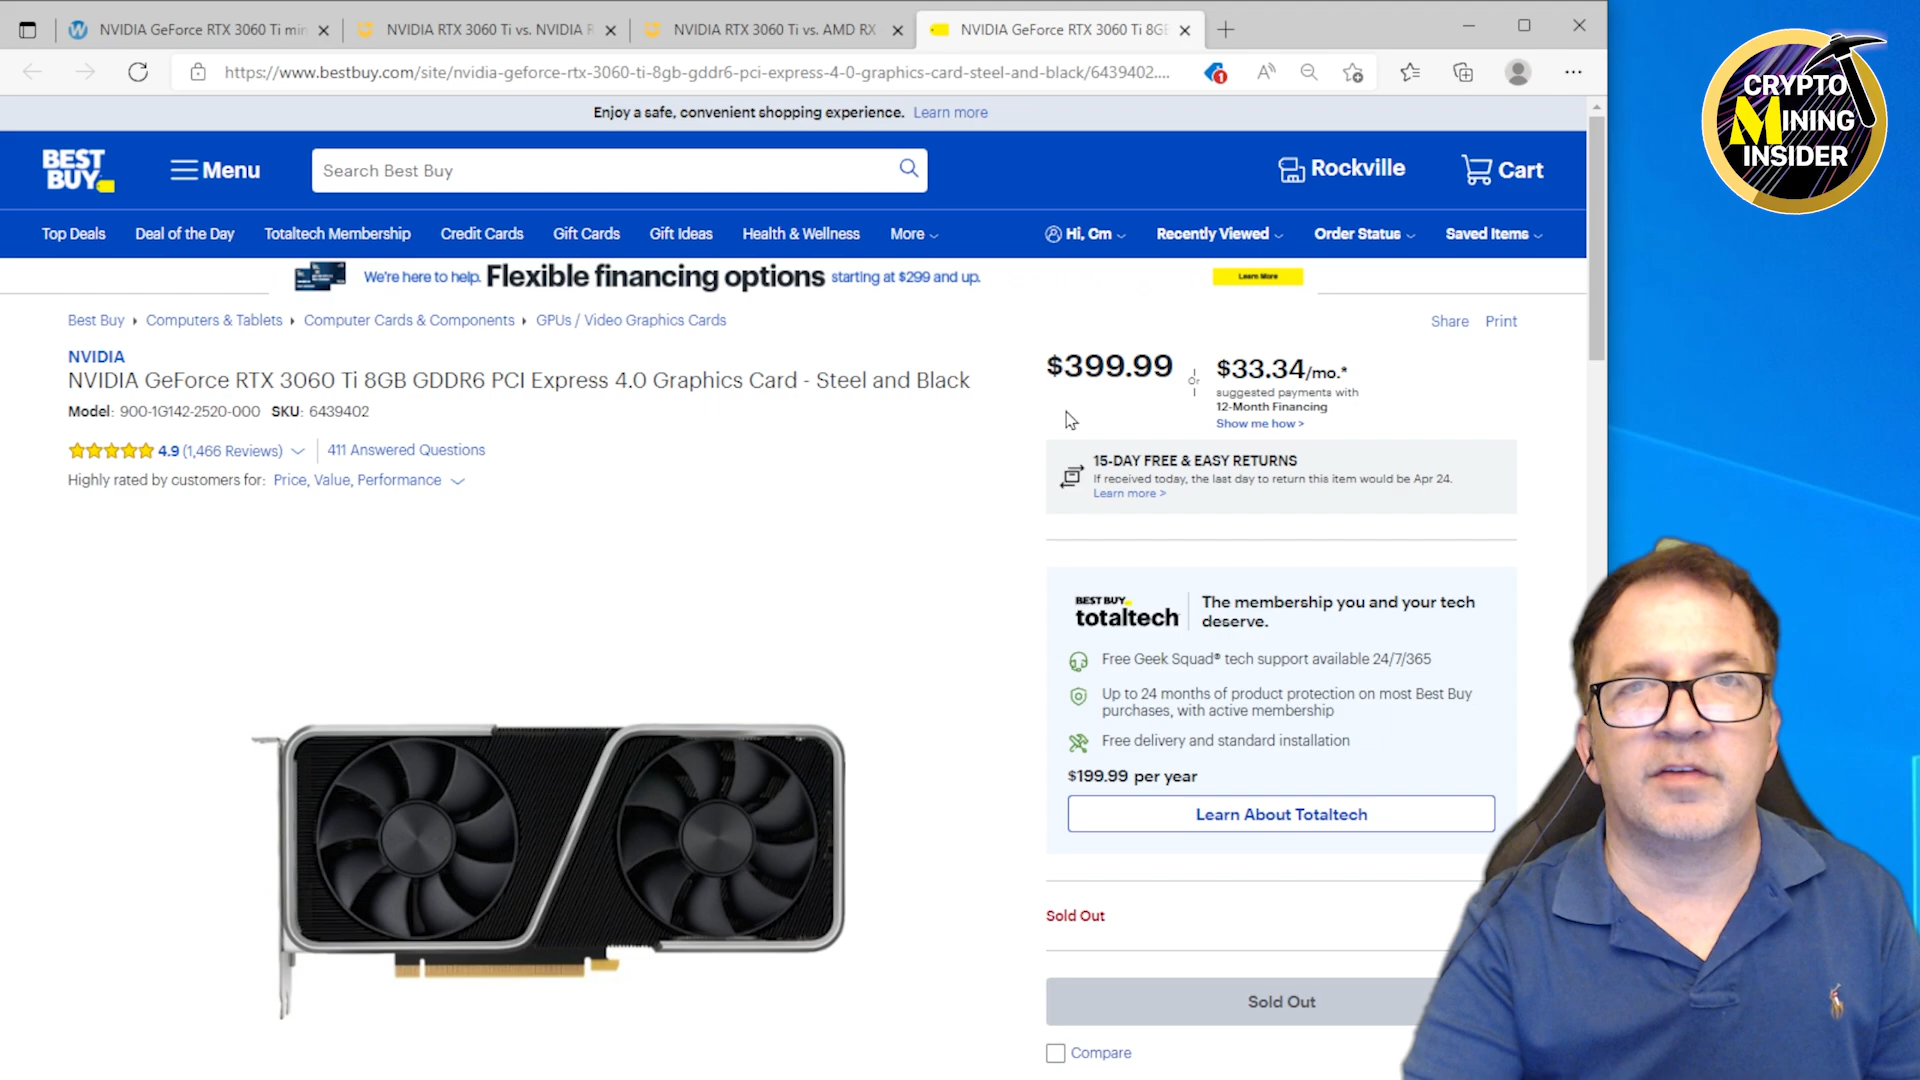 NVIDIA GeForce RTX 3060 Ti min
NVIDIA RTX 3060 Ti vs. NVIDIA R
NVIDIA RTX 3060 Ti vs. AMD RX
NVIDIA GeForce RTX 3060 Ti 8GB
https://www.bestbuy.com/site/nvidia-geforce-rtx-3060-ti-8gb-gddr6-pci-express-4-0-graphics-card-steel-and-black/6439402....
1
CRYPTO
MINING
INSIDER
Enjoy a safe, convenient shopping experience. Learn more
BEST
BUY
Menu
Search Best Buy
Rockville
Cart
Top Deals
Deal of the Day
Totaltech Membership
Credit Cards
Gift Cards
Gift Ideas
Health & Wellness
More
Hi, Cm
Recently Viewed
Order Status
Saved Items
We're here to help. Flexible financing options starting at $299 and up.
Learn More
Best Buy
Computers & Tablets
Computer Cards & Components
GPUs / Video Graphics Cards
Share
Print
NVIDIA
NVIDIA GeForce RTX 3060 Ti 8GB GDDR6 PCI Express 4.0 Graphics Card - Steel and Black
Model: 900-1G142-2520-000 SKU: 6439402
4.9 (1,466 Reviews)
411 Answered Questions
Highly rated by customers for: Price, Value, Performance
$399.99
Or
$33.34/mo.*
suggested payments with
12-Month Financing
Show me how >
15-DAY FREE & EASY RETURNS
If received today, the last day to return this item would be Apr 24.
Learn more >
BEST BUY
totaltech
The membership you and your tech
deserve.
Free Geek Squad® tech support available 24/7/365
Up to 24 months of product protection on most Best Buy
purchases, with active membership
Free delivery and standard installation
$199.99 per year
Learn About Totaltech
Sold Out
Sold Out
Compare